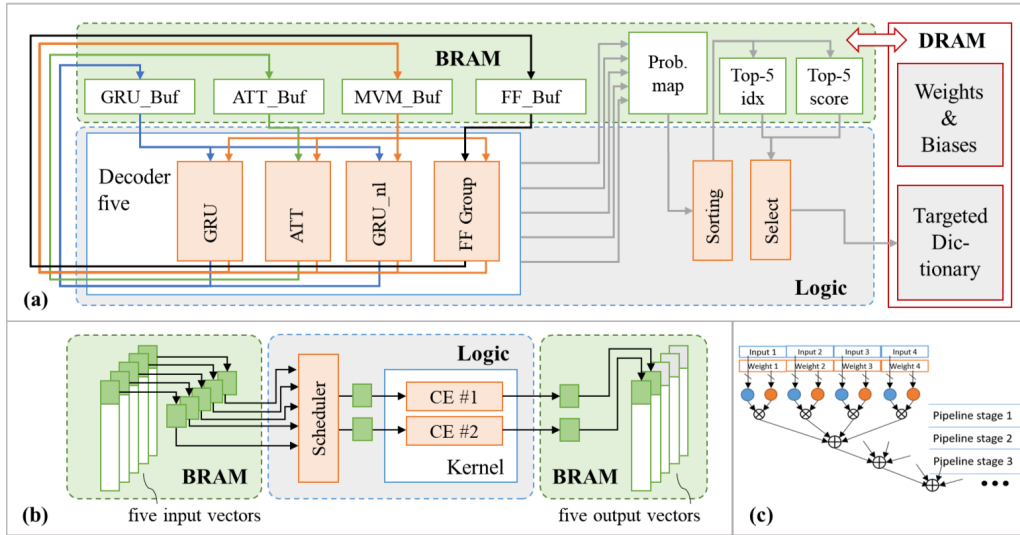 BRAM
DRAM
GRU_Buf
ATT_Buf
MVM_Buf
FF_Buf
Prob.
map
Top-5
idx
Top-5
score
Weights
&
Biases
Decoder
five
GRU
ATT
GRU_nl
FF Group
Sorting
Select
Targeted
Dic-
tionary
Logic
(a)
BRAM
five input vectors
Scheduler
Logic
CE #1
CE #2
Kernel
BRAM
five output vectors
(b)
Input 1
Input 2
Input 3
Input 4
Weight 1
Weight 2
Weight 3
Weight 4
Pipeline stage 1
Pipeline stage 2
Pipeline stage 3
•••
(c)